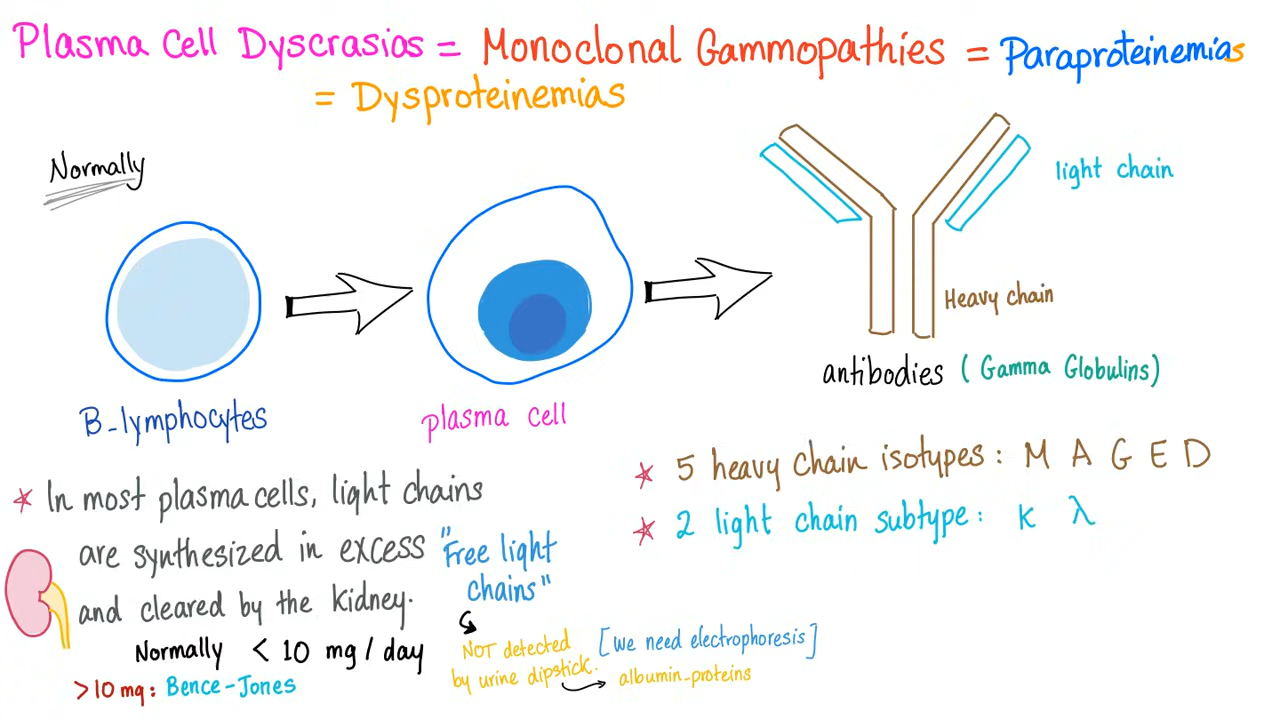 Plasma Cell Dyscrasias = Monoclonal Gammopathies = Paraproteinemias
= Dysproteinemias
Normally
light chain
Heavy chain
antibodies (Gamma Globulins)
B-lymphocytes
plasma cell
* 5 heavy chain isotypes: M A G E D
* 2 light chain subtype: K λ
* In most plasma cells, light chains
are synthesized in excess "Free light
chains"
and cleared by the kidney.
Normally < 10 mg / day
>10 mg: Bence-Jones
NOT detected [we need electrophoresis]
by urine dipstick. → albumin-proteins